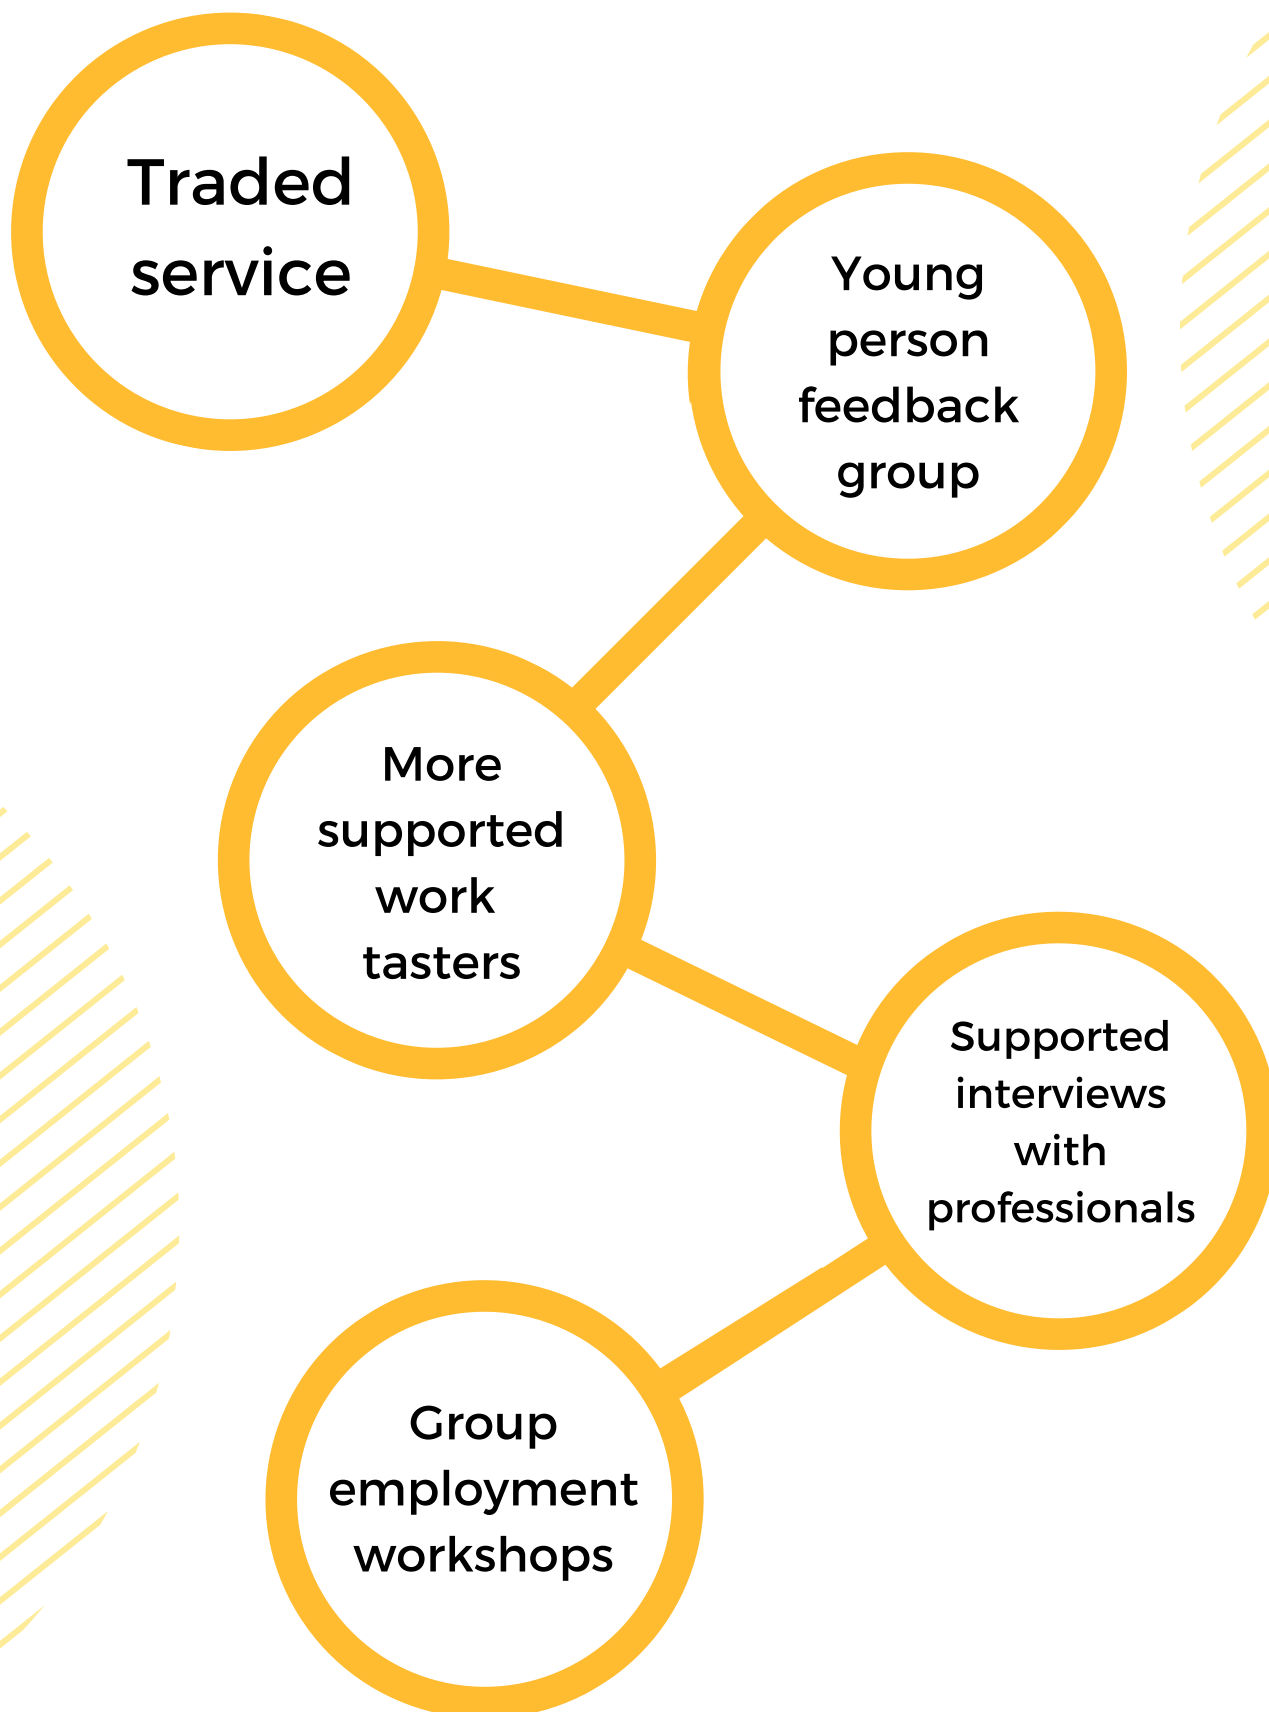 Traded
service
Young
person
feedback
group
More
supported
work
tasters
Supported
interviews
with
professionals
Group
employment
workshops